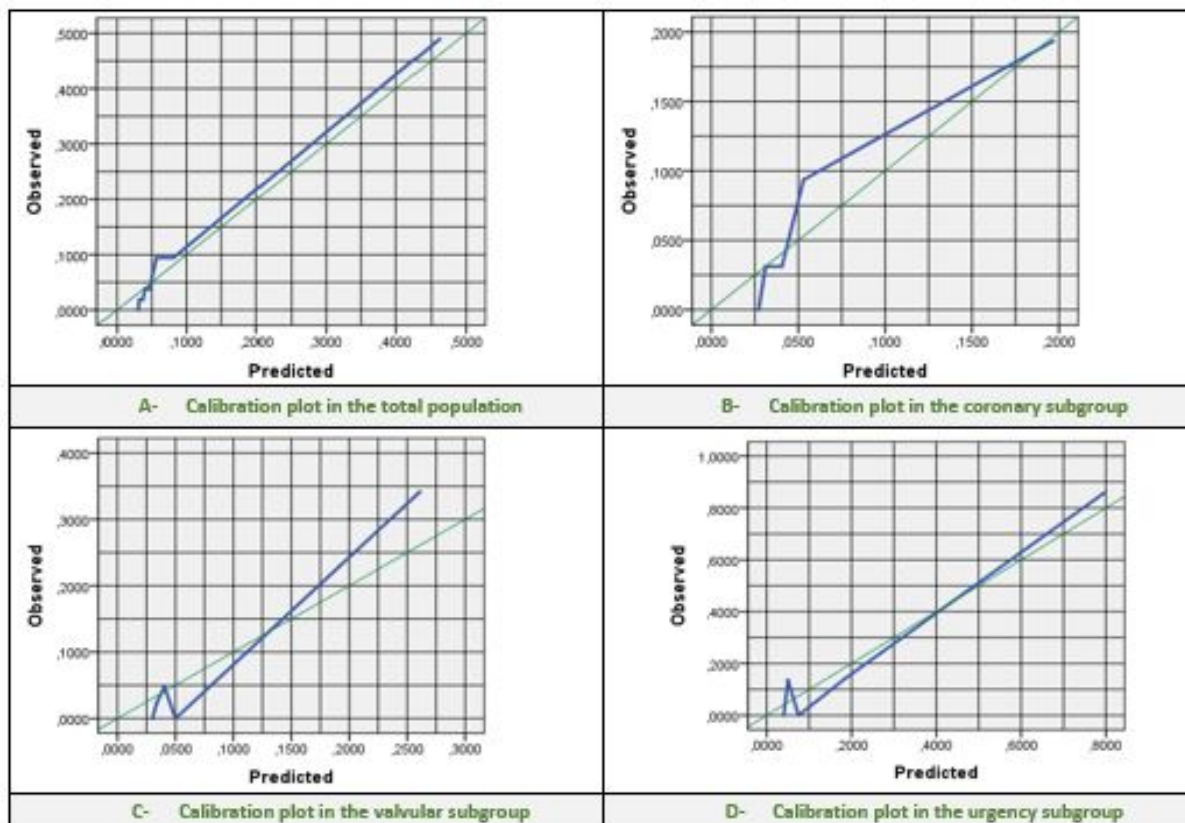 ,5000
,4000
,3000
,2000
,1000
,0000
Observed
,0000 ,1000 ,2000 ,3000 ,4000 ,5000
Predicted
,2000
,1500
,1000
,0500
,0000
Observed
,0000 ,0500 ,1000 ,1500 ,2000
Predicted
A- Calibration plot in the total population
B- Calibration plot in the coronary subgroup
,4000
,3000
,2000
,1000
,0000
Observed
,0000 ,0500 ,1000 ,1500 ,2000 ,2500 ,3000
Predicted
1,0000
,8000
,6000
,4000
,2000
,0000
Observed
,0000 ,2000 ,4000 ,6000 ,8000
Predicted
C- Calibration plot in the valvular subgroup
D- Calibration plot in the urgency subgroup